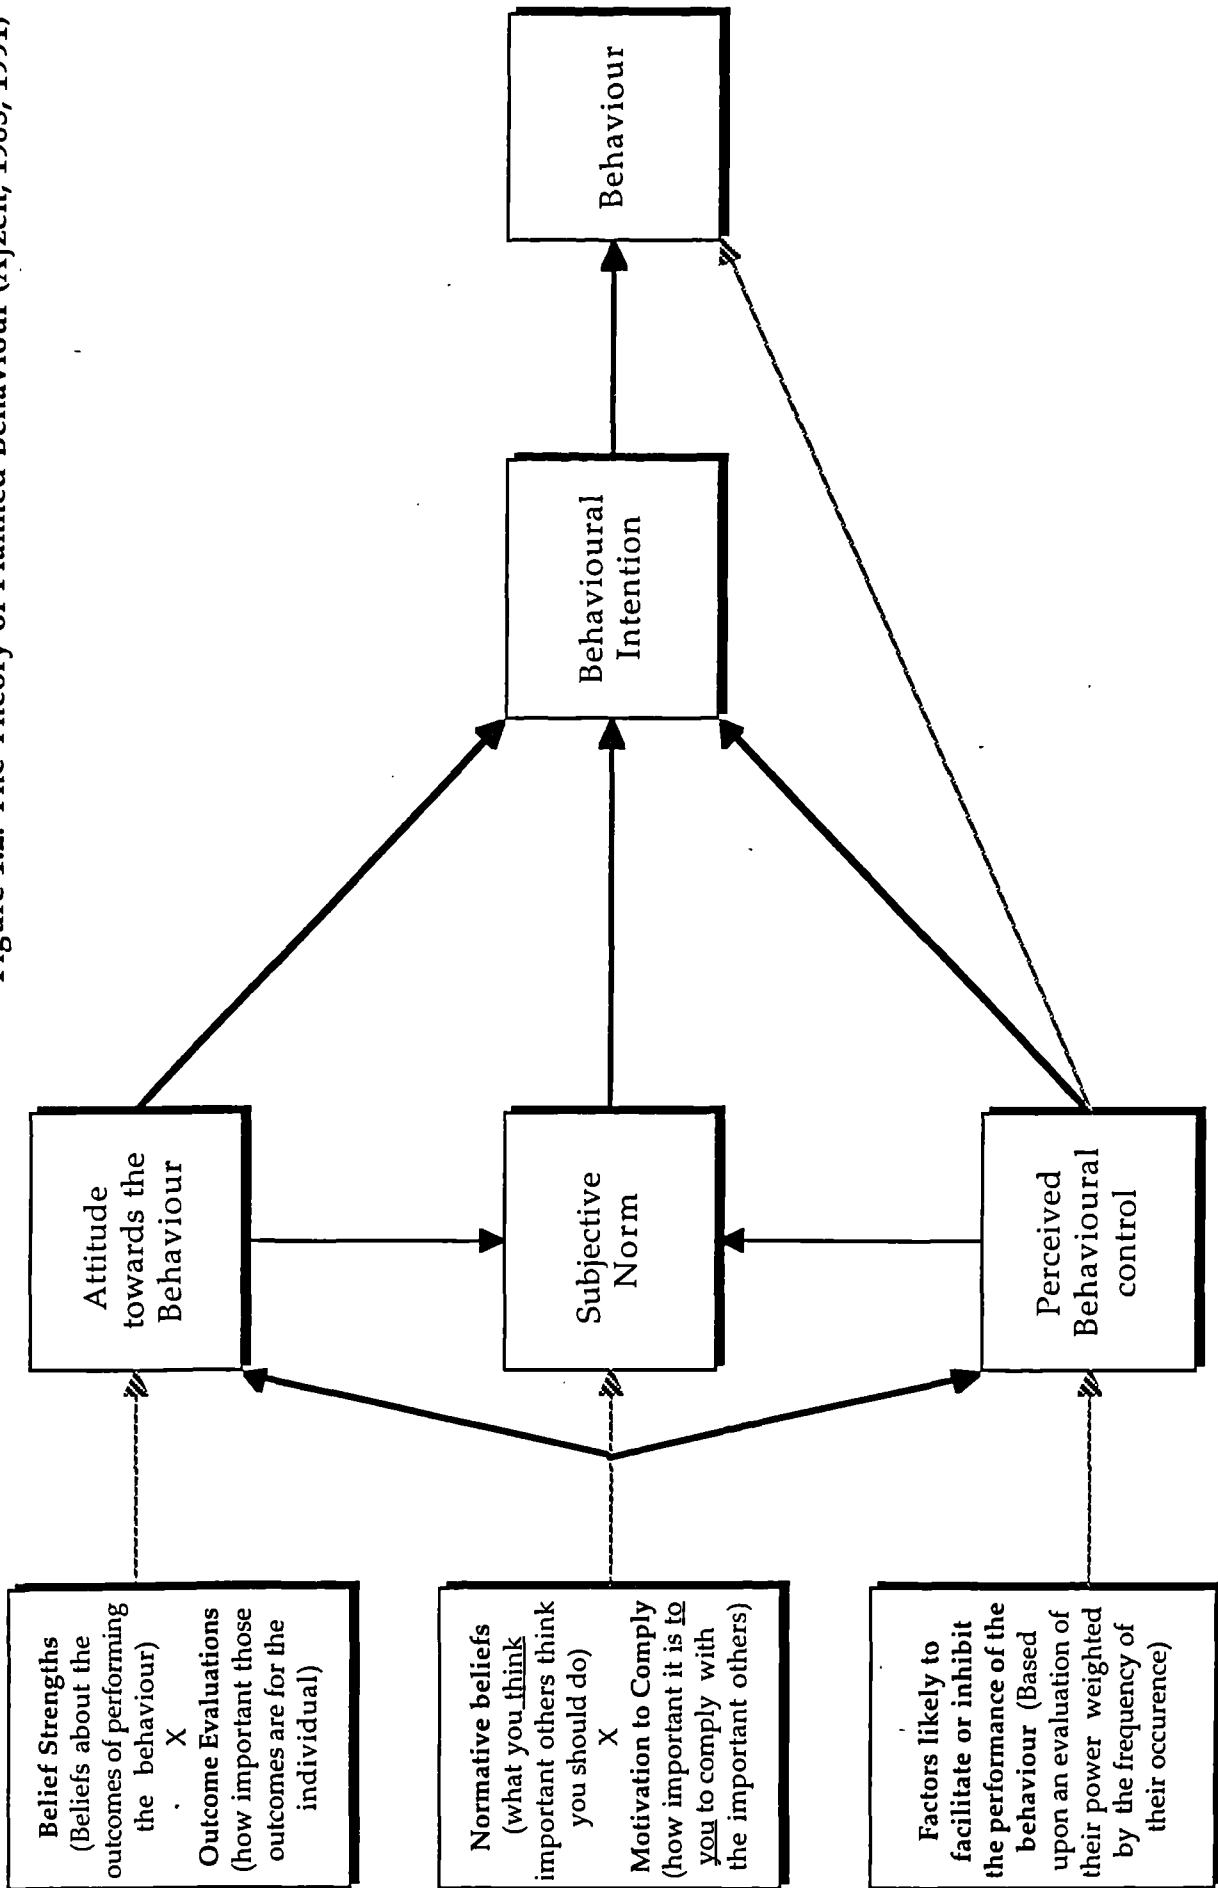 Figure 1.2: The Theory of Planned Behaviour (Ajzen, 1985, 1991)
Belief Strengths
(Beliefs about the
outcomes of performing
the behaviour)
X
Outcome Evaluations
(how important those
outcomes are for the
individual)
Normative beliefs
(what you think
important others think
you should do)
X
Motivation to Comply
(how important it is to
you to comply with
the important others)
Factors likely to
facilitate or inhibit
the performance of the
behaviour (Based
upon an evaluation of
their power weighted
by the frequency of
their occurence)
Attitude
towards the
Behaviour
Subjective
Norm
Perceived
Behavioural
control
Behavioural
Intention
Behaviour